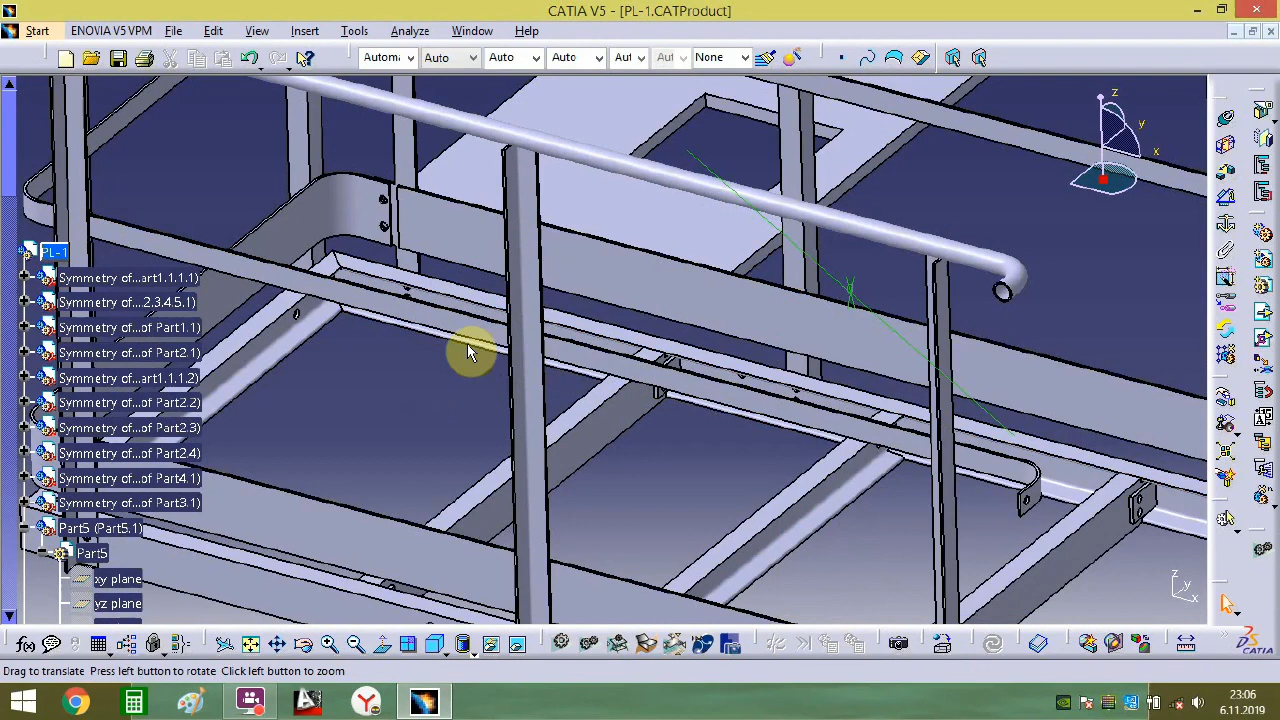 CATIA V5 - [PL-1.CATProduct]
Start ENOVIA V5 VPM File Edit View Insert Tools Analyze Window Help
Automa Auto Auto Auto Aut Aut None
z
y
x
PL-1
Symmetry of...art1.1.1.1)
Symmetry of...2.3.4.5.1)
Symmetry of...of Part1.1)
Symmetry of...of Part2.1)
Symmetry of...art1.1.1.2)
Symmetry of...of Part2.2)
Symmetry of...of Part2.3)
Symmetry of...of Part2.4)
Symmetry of...of Part4.1)
Symmetry of...of Part3.1)
Part5 (Part5.1)
Part5
xy plane
yz plane
z
y
x
Drag to translate Press left button to rotate Click left button to zoom
CATIA
23:06
6.11.2019